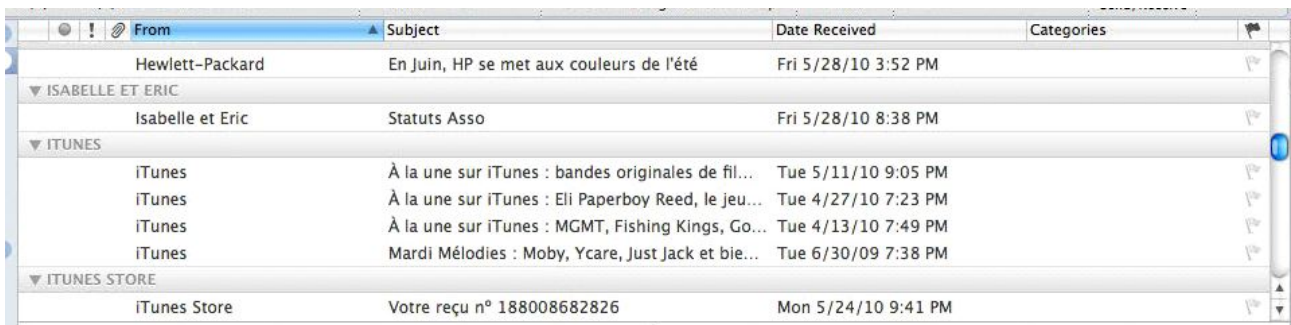 ! From Subject Date Received Categories
Hewlett-Packard En Juin, HP se met aux couleurs de l'été Fri 5/28/10 3:52 PM
ISABELLE ET ERIC
Isabelle et Eric Statuts Asso Fri 5/28/10 8:38 PM
ITUNES
iTunes À la une sur iTunes : bandes originales de fil... Tue 5/11/10 9:05 PM
iTunes À la une sur iTunes : Eli Paperboy Reed, le jeu... Tue 4/27/10 7:23 PM
iTunes À la une sur iTunes : MGMT, Fishing Kings, Go... Tue 4/13/10 7:49 PM
iTunes Mardi Mélodies : Moby, Ycare, Just Jack et bie... Tue 6/30/09 7:38 PM
ITUNES STORE
iTunes Store Votre reçu nº 188008682826 Mon 5/24/10 9:41 PM